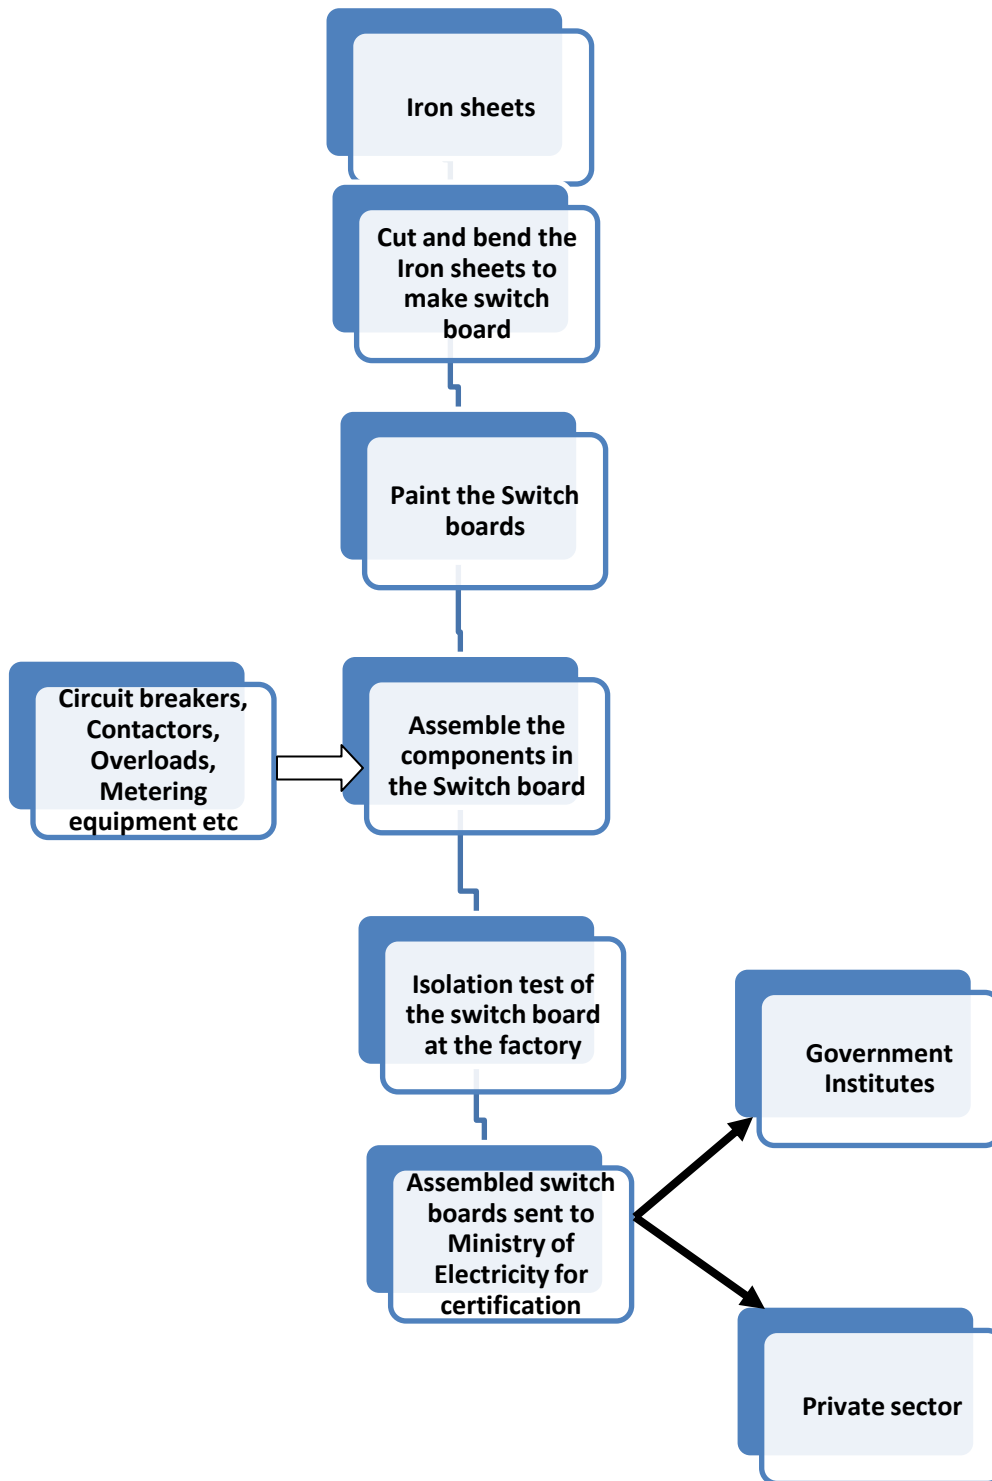 Iron sheets
Cut and bend the
Iron sheets to
make switch
board
Paint the Switch
boards
Circuit breakers,
Contactors,
Overloads,
Metering
equipment etc
Assemble the
components in
the Switch board
Isolation test of
the switch board
at the factory
Government
Institutes
Assembled switch
boards sent to
Ministry of
Electricity for
certification
Private sector